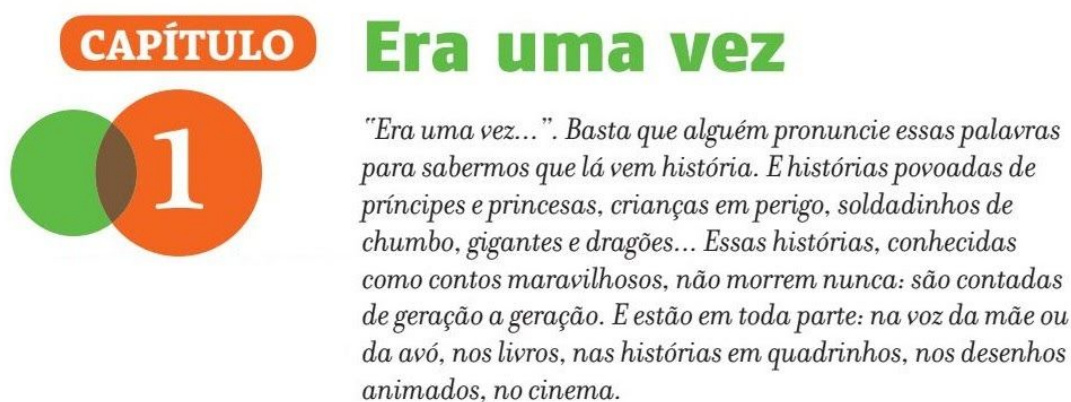 CAPÍTULO
1
Era uma vez
"Era uma vez...". Basta que alguém pronuncie essas palavras
para sabermos que lá vem história. E histórias povoadas de
príncipes e princesas, crianças em perigo, soldadinhos de
chumbo, gigantes e dragões... Essas histórias, conhecidas
como contos maravilhosos, não morrem nunca: são contadas
de geração a geração. E estão em toda parte: na voz da mãe ou
da avó, nos livros, nas histórias em quadrinhos, nos desenhos
animados, no cinema.